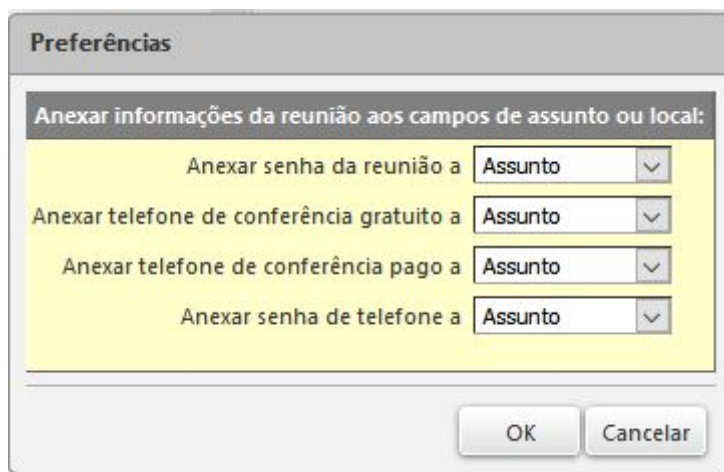 Preferências
Anexar informações da reunião aos campos de assunto ou local:
Anexar senha da reunião a Assunto
Anexar telefone de conferência gratuito a Assunto
Anexar telefone de conferência pago a Assunto
Anexar senha de telefone a Assunto
OK Cancelar